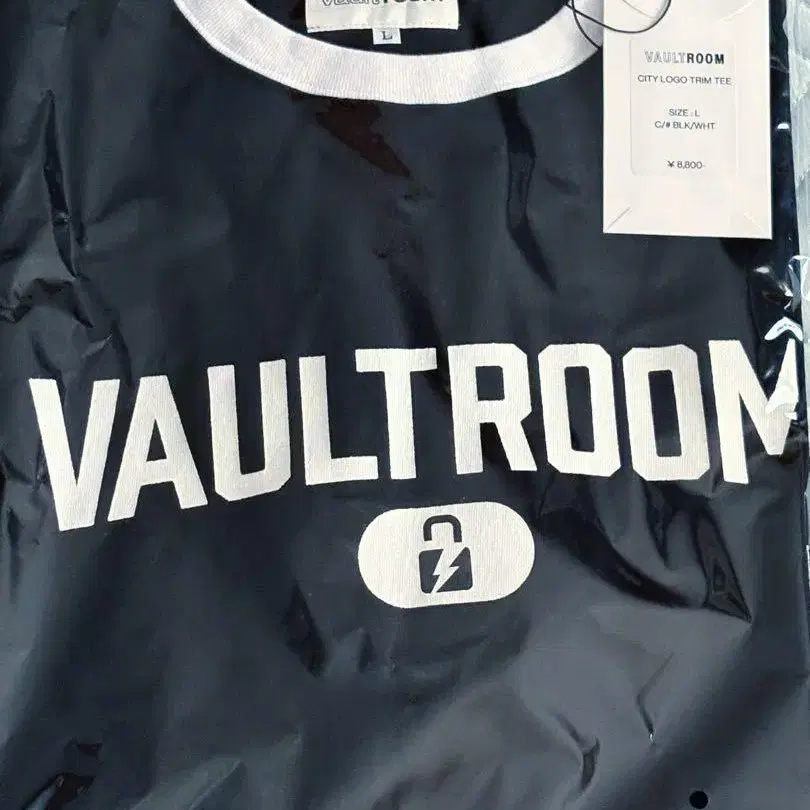 vaultroom
L
VAULTROOM
CITY LOGO TRIM TEE
SIZE : L
C/# BLK/WHT
¥ 8,800-
VAULTROOM